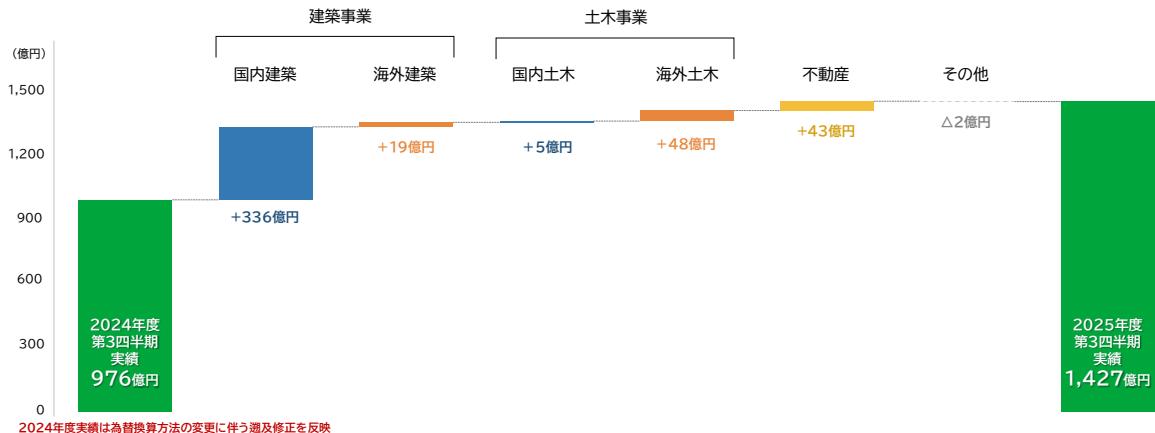 建築事業
土木事業
（億円）
国内建築
海外建築
国内土木
海外土木
不動産
その他
1,500
1,200
900
600
300
0
+336億円
+19億円
+5億円
+48億円
+43億円
△2億円
2024年度
第3四半期
実績
976億円
2025年度
第3四半期
実績
1,427億円
2024年度実績は為替換算方法の変更に伴う遡及修正を反映